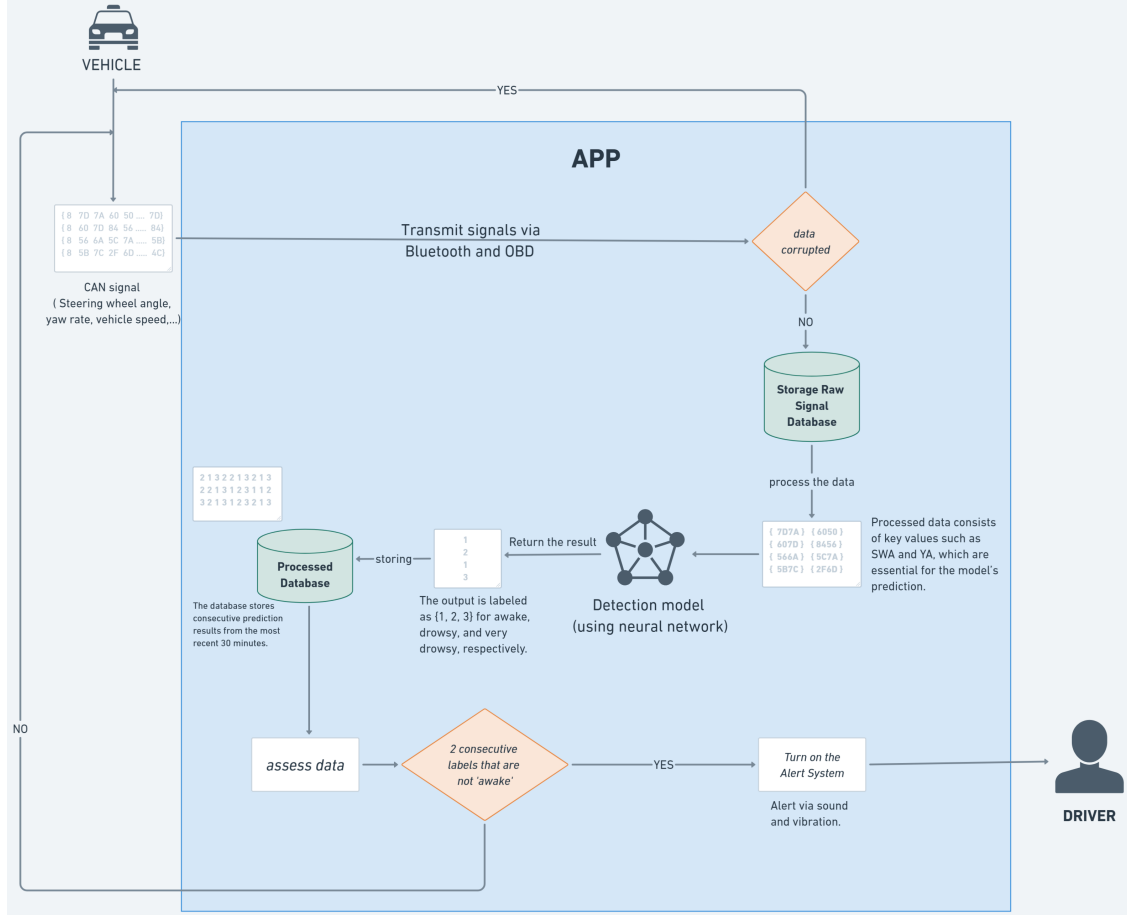 VEHICLE
YES
APP
{ 8 7D 7A 60 50 .... 7D}
{ 8 60 7D 84 56 ..... 84}
{ 8 56 6A 5C 7A ..... 5B}
{ 8 5B 7C 2F 6D ..... 4C}
Transmit signals via
Bluetooth and OBD
data
corrupted
CAN signal
( Steering wheel angle,
yaw rate, vehicle speed,...)
NO
Storage Raw
Signal
Database
process the data
2 1 3 2 2 1 3 2 1 3
2 2 1 3 1 2 3 1 1 2
3 2 1 3 1 2 3 2 1 3
{ 7D7A } { 6050 }
{ 607D } { 8456 }
{ 566A } { 5C7A }
{ 5B7C } { 2F6D }
Processed data consists
of key values such as
SWA and YA, which are
essential for the model's
prediction.
Detection model
(using neural network)
Return the result
1
2
1
3
The output is labeled
as {1, 2, 3} for awake,
drowsy, and very
drowsy, respectively.
storing
Processed
Database
The database stores
consecutive prediction
results from the most
recent 30 minutes.
NO
assess data
2 consecutive
labels that are
not 'awake'
YES
Turn on the
Alert System
Alert via sound
and vibration.
DRIVER